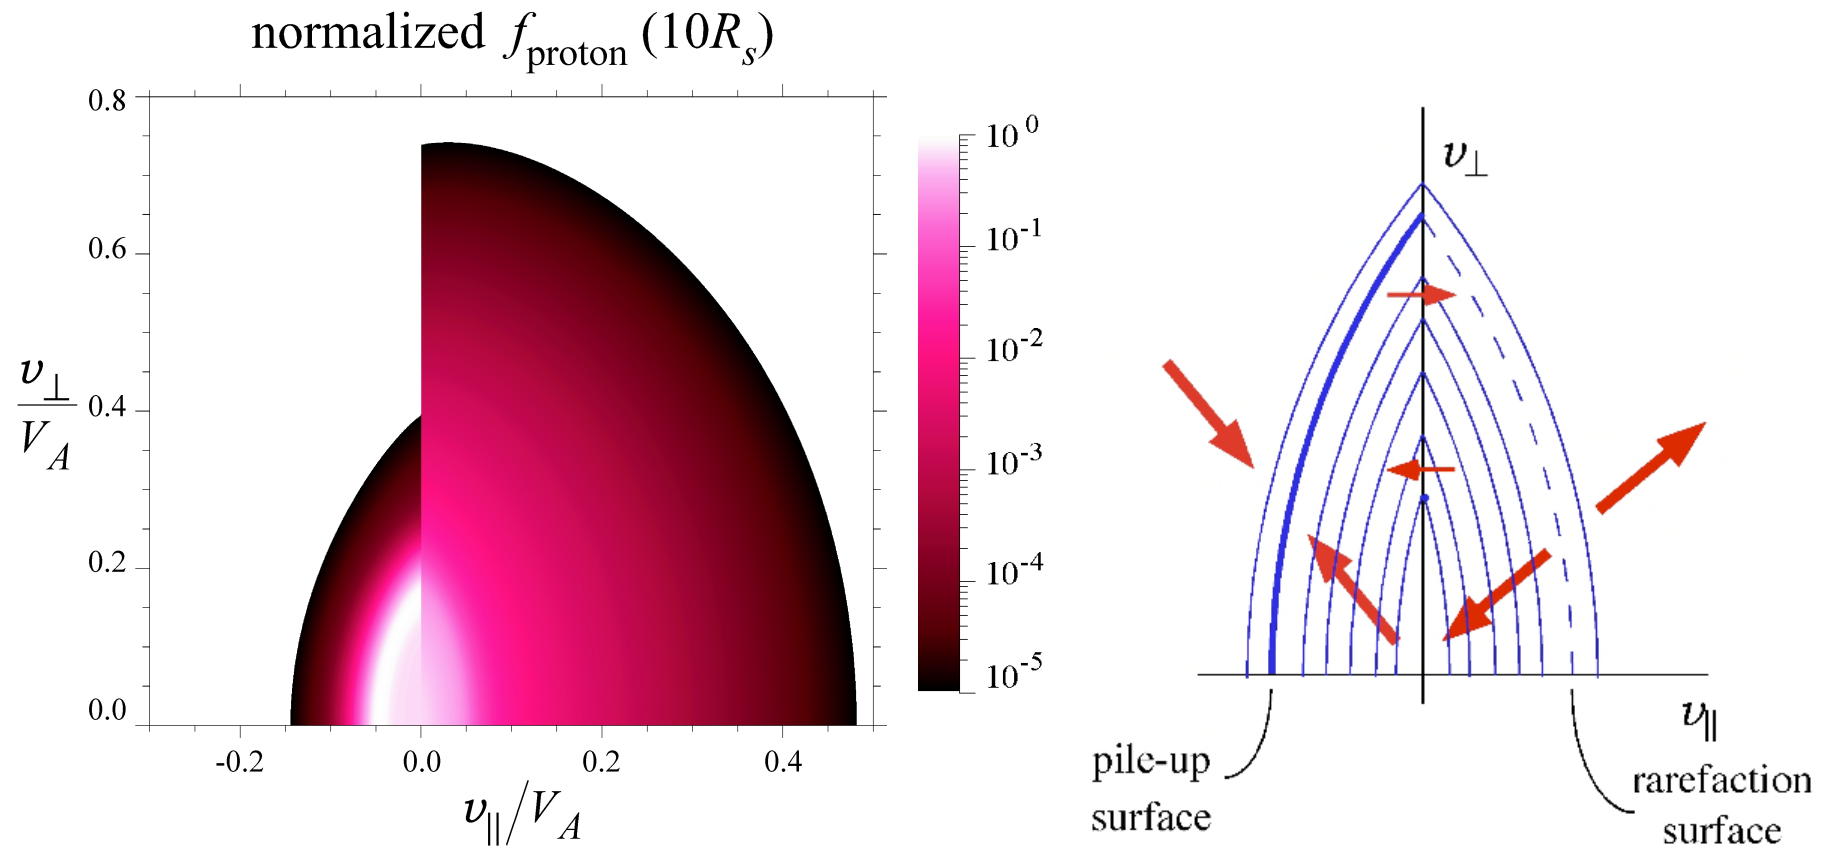 normalized f_proton (10R_s)
0.8
0.6
0.4
0.2
0.0
υ⊥
V_A
-0.2 0.0 0.2 0.4
υ∥/V_A
10^0
10^-1
10^-2
10^-3
10^-4
10^-5
υ⊥
υ∥
pile-up
surface
rarefaction
surface